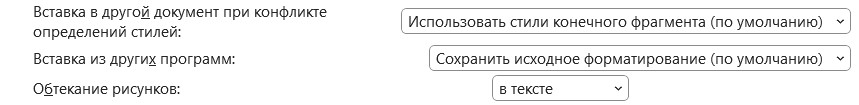 Вставка в другой документ при конфликте
определений стилей:
Использовать стили конечного фрагмента (по умолчанию)
Вставка из других программ:
Сохранить исходное форматирование (по умолчанию)
Обтекание рисунков:
в тексте